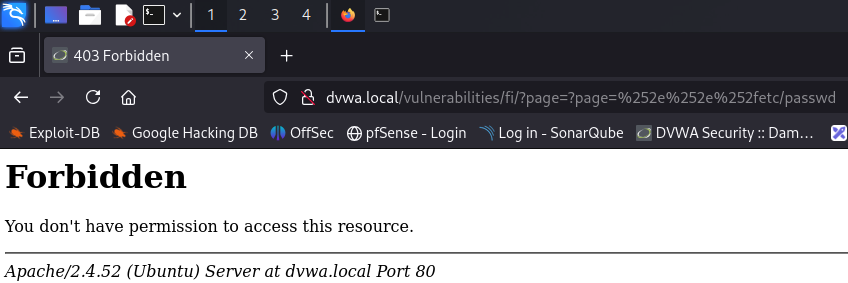 1 2 3 4
403 Forbidden
dvwa.local/vulnerabilities/fi/?page=?page=%252e%252e%252fetc/passwd
Exploit-DB Google Hacking DB OffSec pfSense - Login Log in - SonarQube DVWA Security :: Dam...
Forbidden
You don't have permission to access this resource.
Apache/2.4.52 (Ubuntu) Server at dvwa.local Port 80